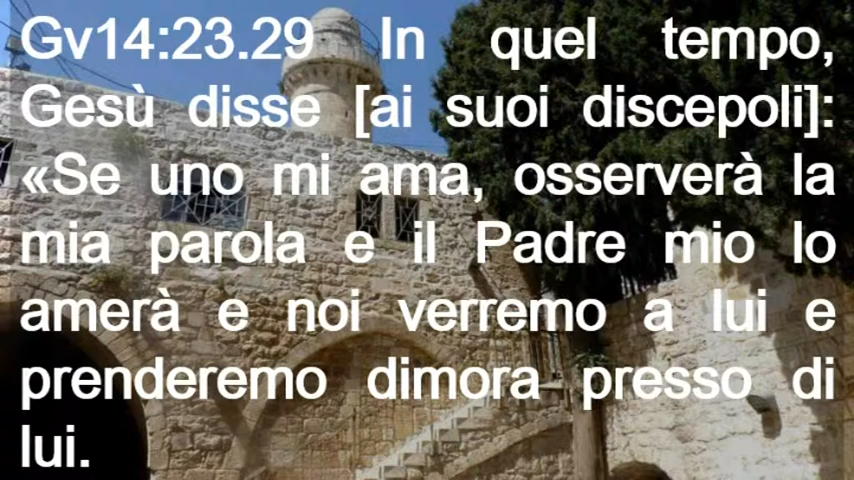 Gv14:23.29 In quel tempo,
Gesù disse [ai suoi discepoli]:
«Se uno mi ama, osserverà la
mia parola e il Padre mio lo
amerà e noi verremo a lui e
prenderemo dimora presso di
lui.